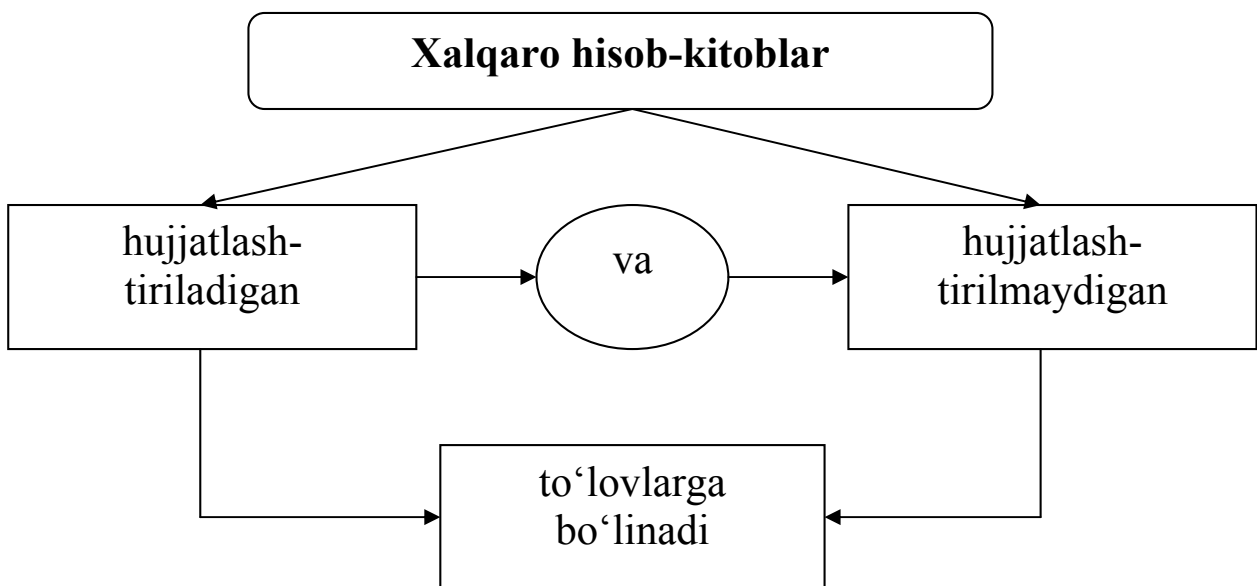 Xalqaro hisob-kitoblar
hujjatlash-
tiriladigan
va
hujjatlash-
tirilmaydigan
to‘lovlarga
bo‘linadi